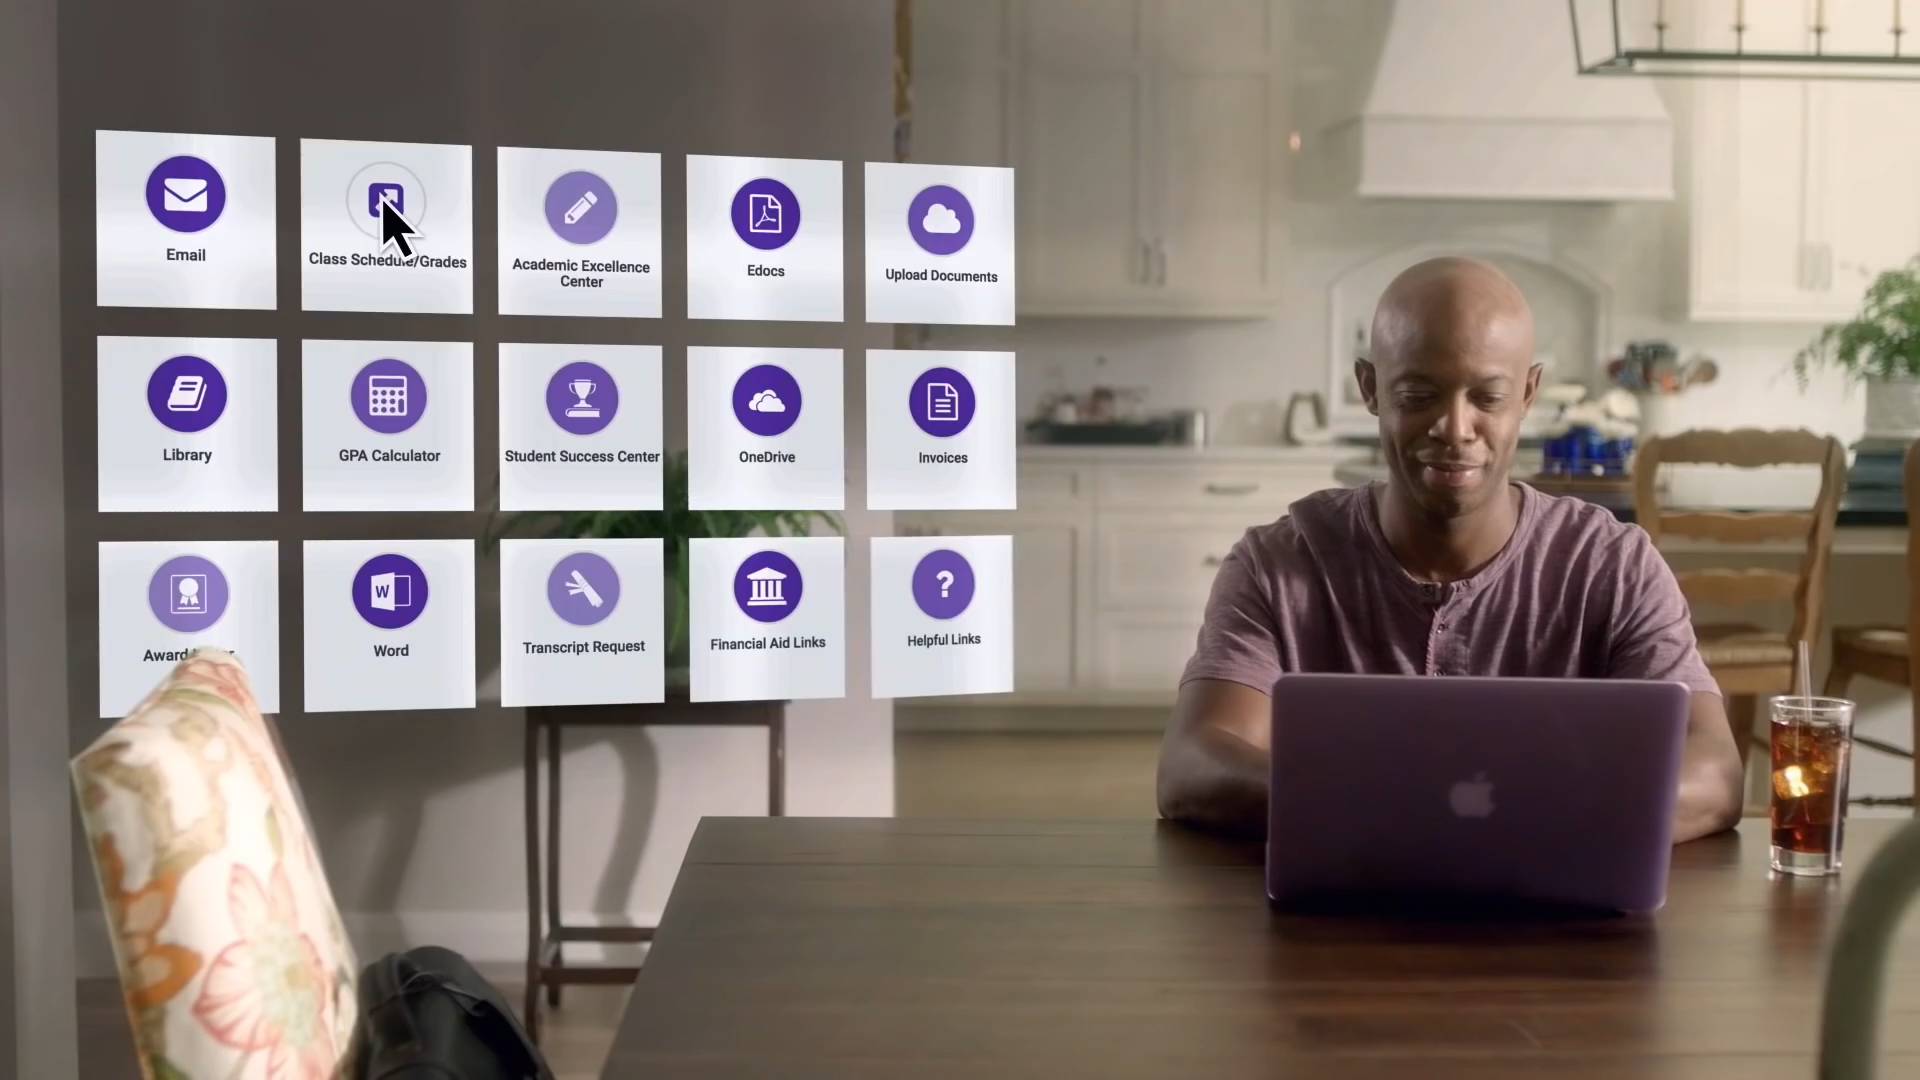 Email
Class Schedule/Grades
Academic Excellence
Center
Edocs
Upload Documents
Library
GPA Calculator
Student Success Center
OneDrive
Invoices
Award
W
Word
Transcript Request
Financial Aid Links
?
Helpful Links